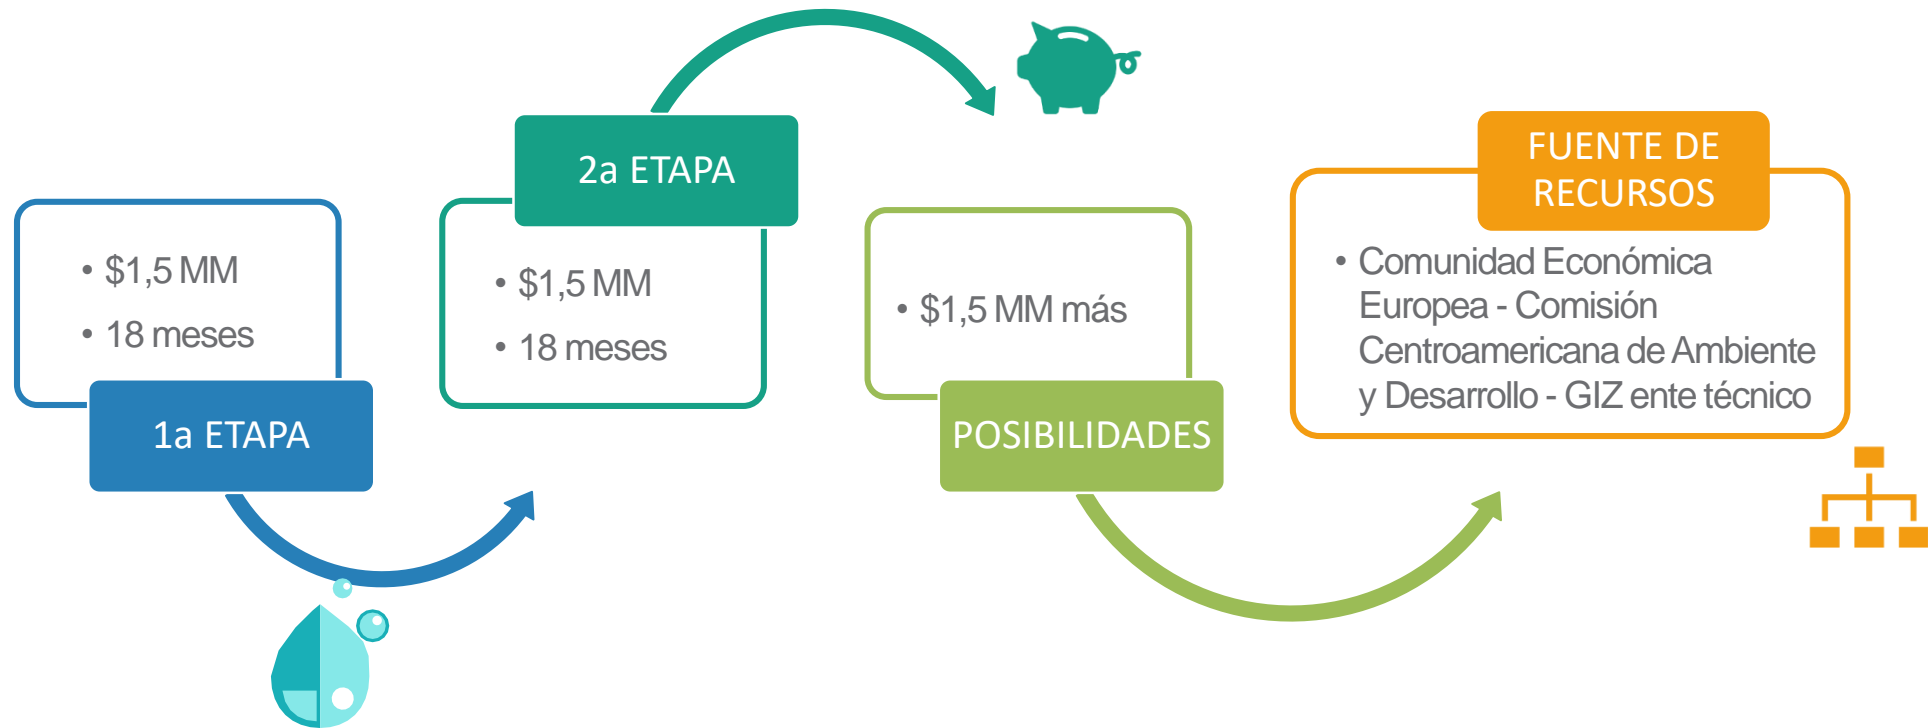 • $1,5 MM
• 18 meses
1a ETAPA
2a ETAPA
• $1,5 MM
• 18 meses
• $1,5 MM más
POSIBILIDADES
FUENTE DE
RECURSOS
• Comunidad Económica
Europea - Comisión
Centroamericana de Ambiente
y Desarrollo - GIZ ente técnico